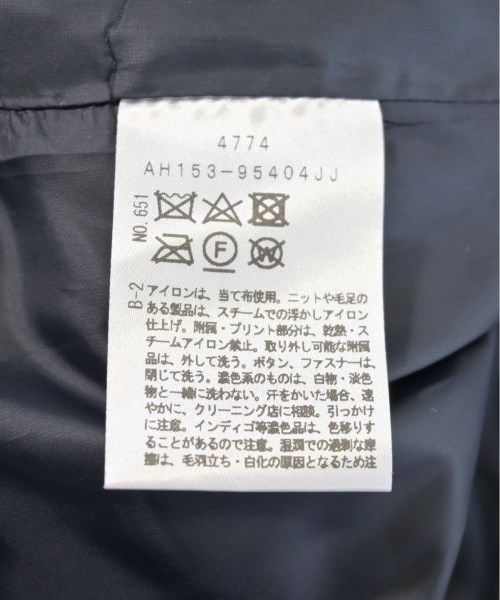 4774
AH153-95404JJ
NO.651
F
W
B-2
アイロンは、当て布使用。ニットや毛足の
ある製品は、スチームでの浮かしアイロン
仕上げ。附属・プリント部分は、乾熱・ス
チームアイロン禁止。取り外し可能な附属
品は、外して洗う。ボタン、ファスナーは、
閉じて洗う。濃色系のものは、白物・淡色
物と一緒に洗わない。汗をかいた場合、速
やかに、クリーニング店に相談。引っかけ
に注意。インディゴ等濃色品は、色移りす
ることがあるので注意。湿潤での過剰な摩
擦は、毛羽立ち・白化の原因となるため注